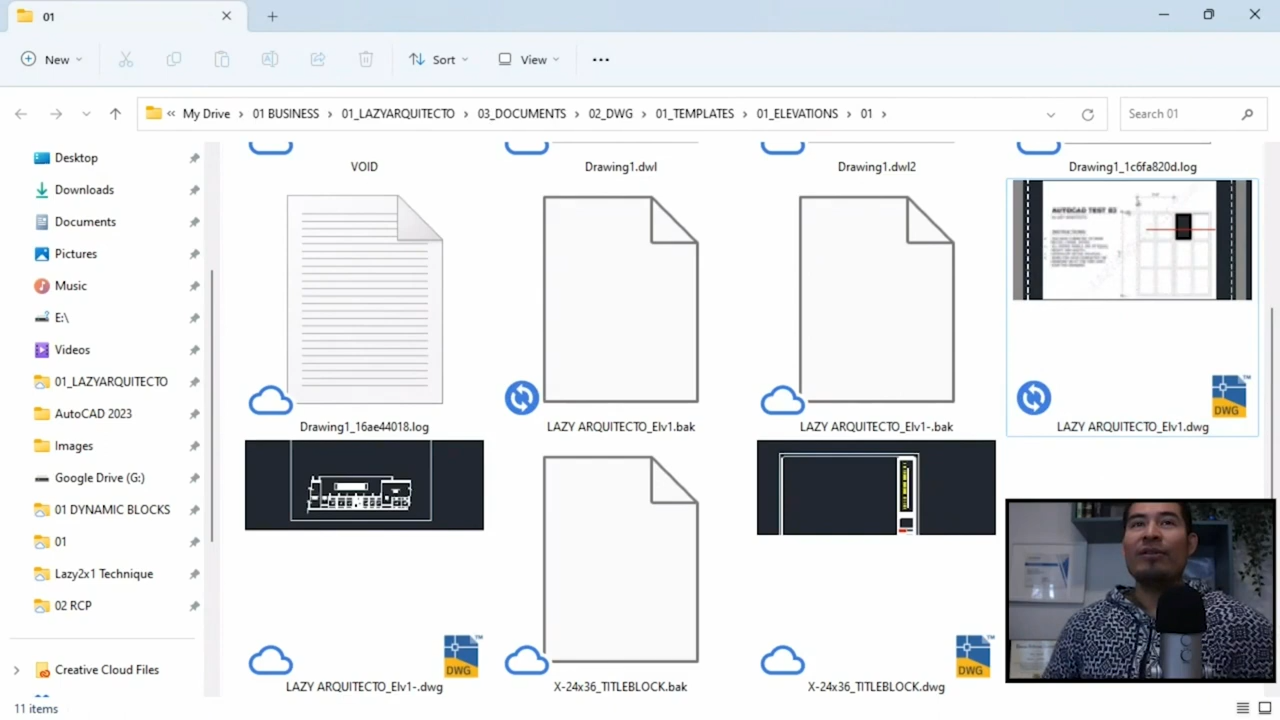 01
New
Sort
View
My Drive
01 BUSINESS
01_LAZYARQUITECTO
03_DOCUMENTS
02_DWG
01_TEMPLATES
01_ELEVATIONS
01
Search 01
Desktop
Downloads
Documents
Pictures
Music
E:\
Videos
01_LAZYARQUITECTO
AutoCAD 2023
Images
Google Drive (G:)
01 DYNAMIC BLOCKS
01
Lazy2x1 Technique
02 RCP
Creative Cloud Files
VOID
Drawing1.dwl
Drawing1.dwl2
Drawing1_1c6fa820d.log
AUTOCAD TEST 03
DWG
Drawing1_16ae44018.log
LAZY ARQUITECTO_Elv1.bak
LAZY ARQUITECTO_Elv1-.bak
LAZY ARQUITECTO_Elv1.dwg
DWG
DWG
LAZY ARQUITECTO_Elv1-.dwg
X-24x36_TITLEBLOCK.bak
X-24x36_TITLEBLOCK.dwg
11 items